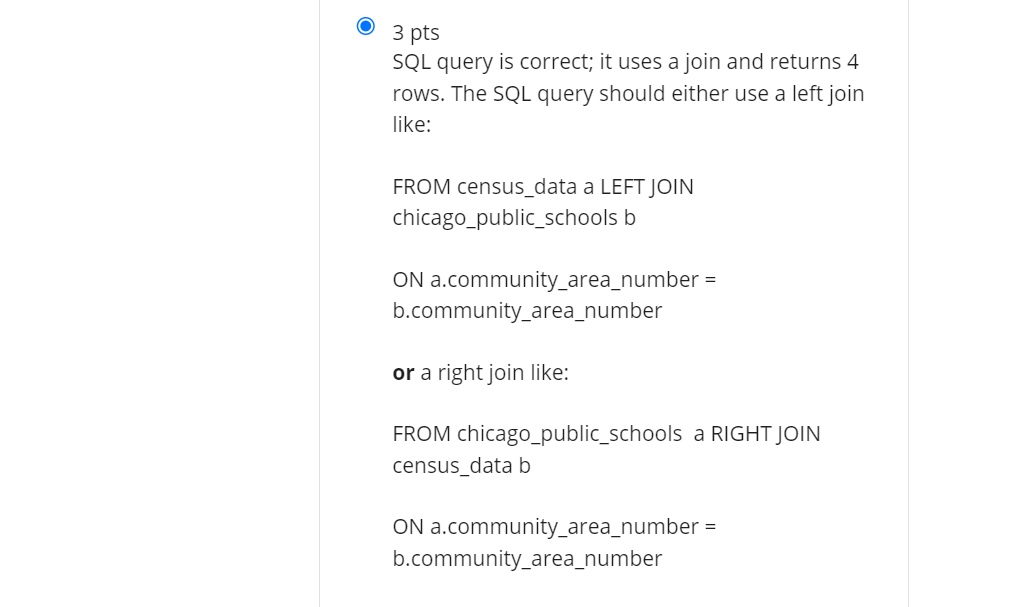 3 pts
SQL query is correct; it uses a join and returns 4
rows. The SQL query should either use a left join
like:
FROM census_data a LEFT JOIN
chicago_public_schools b
ON a.community_area_number =
b.community_area_number
or a right join like:
FROM chicago_public_schools  a RIGHT JOIN
census_data b
ON a.community_area_number =
b.community_area_number